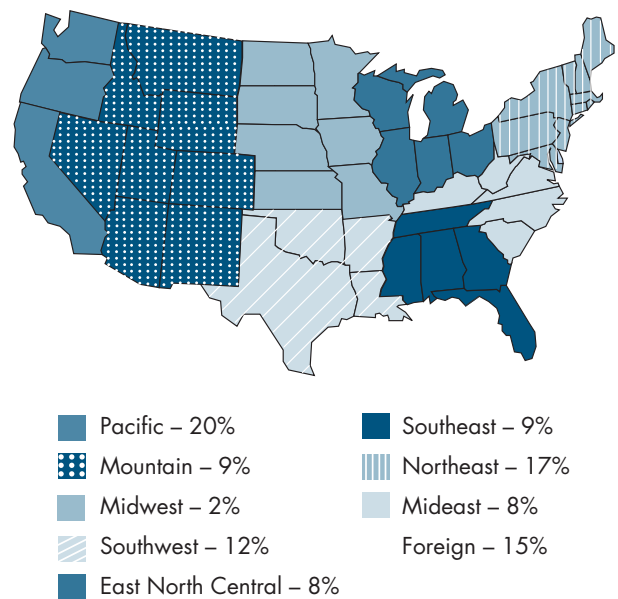 Pacific – 20%
Mountain – 9%
Midwest – 2%
Southwest – 12%
East North Central – 8%
Southeast – 9%
Northeast – 17%
Mideast – 8%
Foreign – 15%